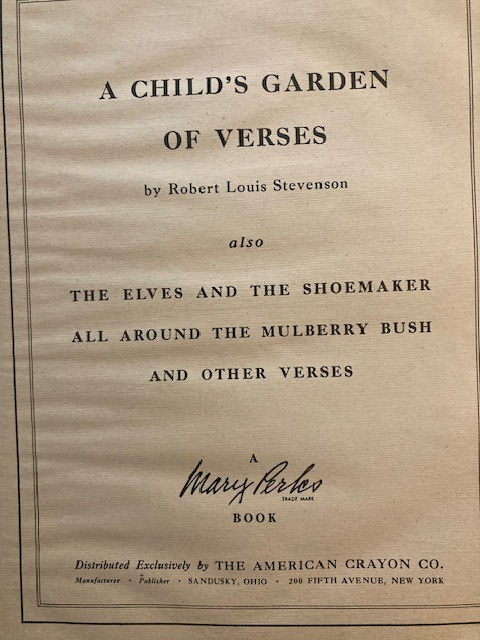 A CHILD'S GARDEN
OF VERSES
by Robert Louis Stevenson
also
THE ELVES AND THE SHOEMAKER
ALL AROUND THE MULBERRY BUSH
AND OTHER VERSES
A
Mary Perks
TRADE MARK
BOOK
Distributed Exclusively by THE AMERICAN CRAYON CO.
Manufacturer · Publisher · SANDUSKY, OHIO · 200 FIFTH AVENUE, NEW YORK